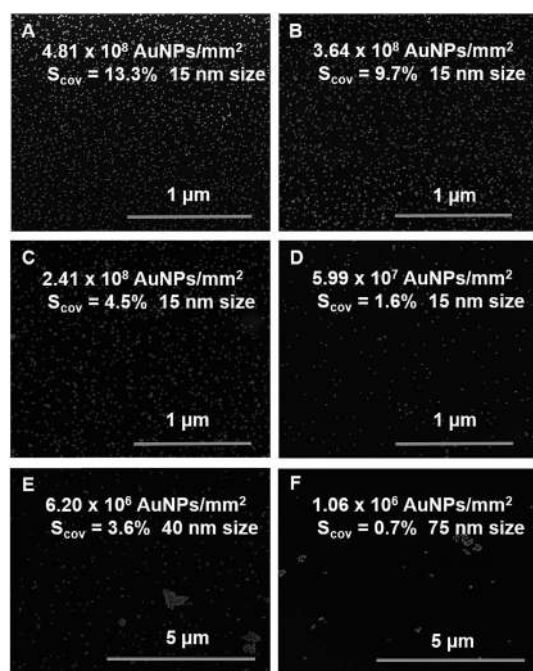 A
4.81 x 10⁸ AuNPs/mm²
S_cov = 13.3% 15 nm size
1 µm
B
3.64 x 10⁸ AuNPs/mm²
S_cov = 9.7% 15 nm size
1 µm
C
2.41 x 10⁸ AuNPs/mm²
S_cov = 4.5% 15 nm size
1 µm
D
5.99 x 10⁷ AuNPs/mm²
S_cov = 1.6% 15 nm size
1 µm
E
6.20 x 10⁶ AuNPs/mm²
S_cov = 3.6% 40 nm size
5 µm
F
1.06 x 10⁶ AuNPs/mm²
S_cov = 0.7% 75 nm size
5 µm